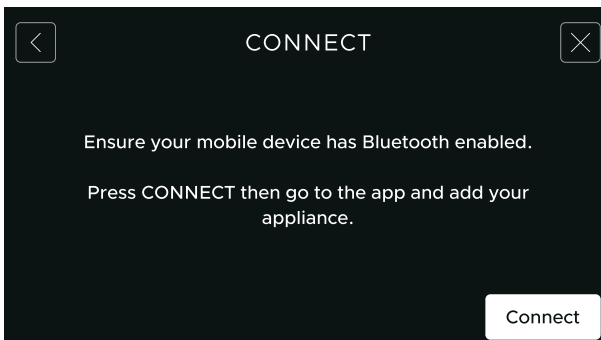 CONNECT
Ensure your mobile device has Bluetooth enabled.
Press CONNECT then go to the app and add your
appliance.
Connect